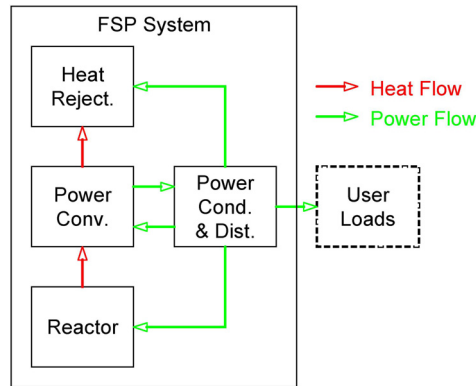 FSP System
Heat
Reject.
Heat Flow
Power Flow
Power
Conv.
Power
Cond.
& Dist.
User
Loads
Reactor